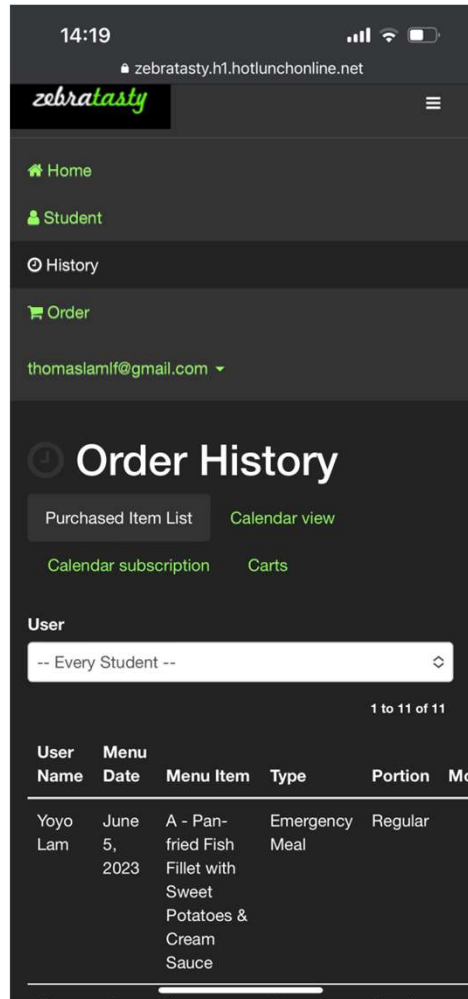 14:19
zebratasty.h1.hotlunchonline.net
zebratasty
Home
Student
History
Order
thomaslamlf@gmail.com
Order History
Purchased Item List
Calendar view
Calendar subscription
Carts
User
-- Every Student --
1 to 11 of 11
User Name
Menu Date
Menu Item
Type
Portion
Mo
Yoyo Lam
June 5, 2023
A - Pan-fried Fish Fillet with Sweet Potatoes & Cream Sauce
Emergency Meal
Regular